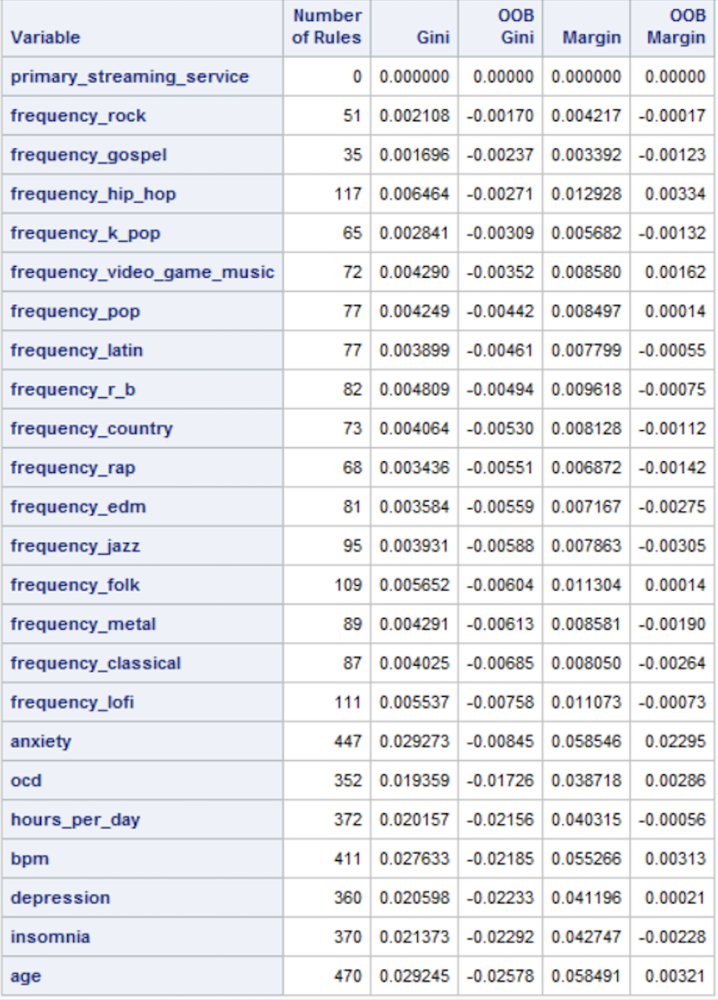 Variable Number of Rules Gini OOB Gini Margin OOB Margin
primary_streaming_service 0 0.000000 0.00000 0.000000 0.00000
frequency_rock 51 0.002108 -0.00170 0.004217 -0.00017
frequency_gospel 35 0.001696 -0.00237 0.003392 -0.00123
frequency_hip_hop 117 0.006464 -0.00271 0.012928 0.00334
frequency_k_pop 65 0.002841 -0.00309 0.005682 -0.00132
frequency_video_game_music 72 0.004290 -0.00352 0.008580 0.00162
frequency_pop 77 0.004249 -0.00442 0.008497 0.00014
frequency_latin 77 0.003899 -0.00461 0.007799 -0.00055
frequency_r_b 82 0.004809 -0.00494 0.009618 -0.00075
frequency_country 73 0.004064 -0.00530 0.008128 -0.00112
frequency_rap 68 0.003436 -0.00551 0.006872 -0.00142
frequency_edm 81 0.003584 -0.00559 0.007167 -0.00275
frequency_jazz 95 0.003931 -0.00588 0.007863 -0.00305
frequency_folk 109 0.005652 -0.00604 0.011304 0.00014
frequency_metal 89 0.004291 -0.00613 0.008581 -0.00190
frequency_classical 87 0.004025 -0.00685 0.008050 -0.00264
frequency_lofi 111 0.005537 -0.00758 0.011073 -0.00073
anxiety 447 0.029273 -0.00845 0.058546 0.02295
ocd 352 0.019359 -0.01726 0.038718 0.00286
hours_per_day 372 0.020157 -0.02156 0.040315 -0.00056
bpm 411 0.027633 -0.02185 0.055266 0.00313
depression 360 0.020598 -0.02233 0.041196 0.00021
insomnia 370 0.021373 -0.02292 0.042747 -0.00228
age 470 0.029245 -0.02578 0.058491 0.00321